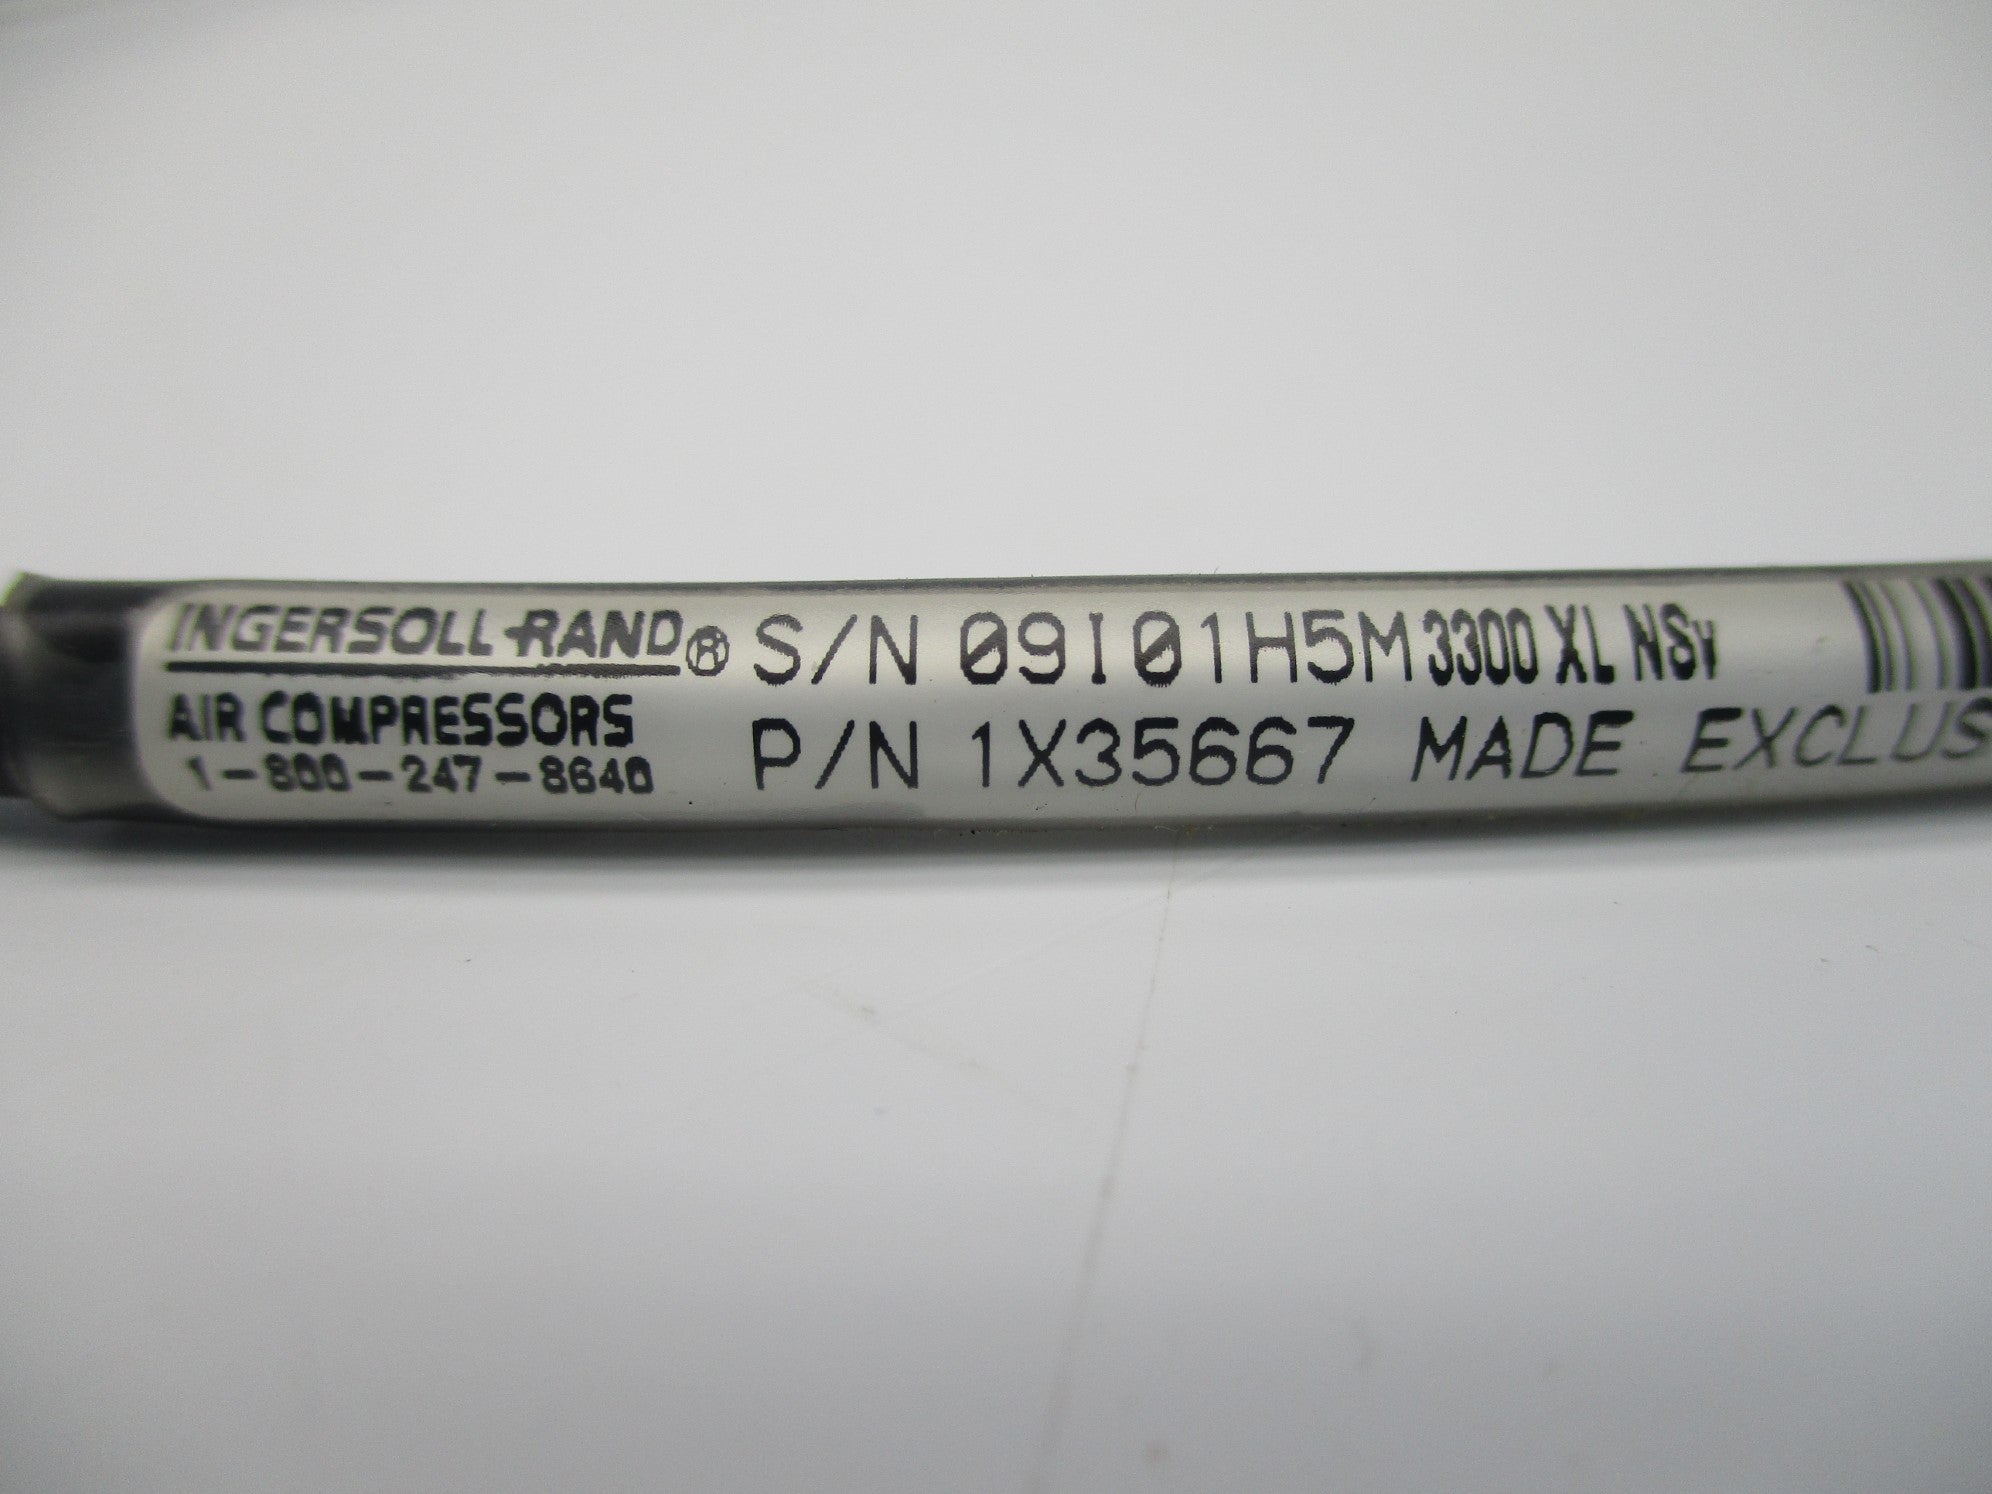 INGERSOLL-RAND® S/N 09I01H5M 3300 XL NSv
AIR COMPRESSORS P/N 1X35667 MADE EXCLUS
1-800-247-8640